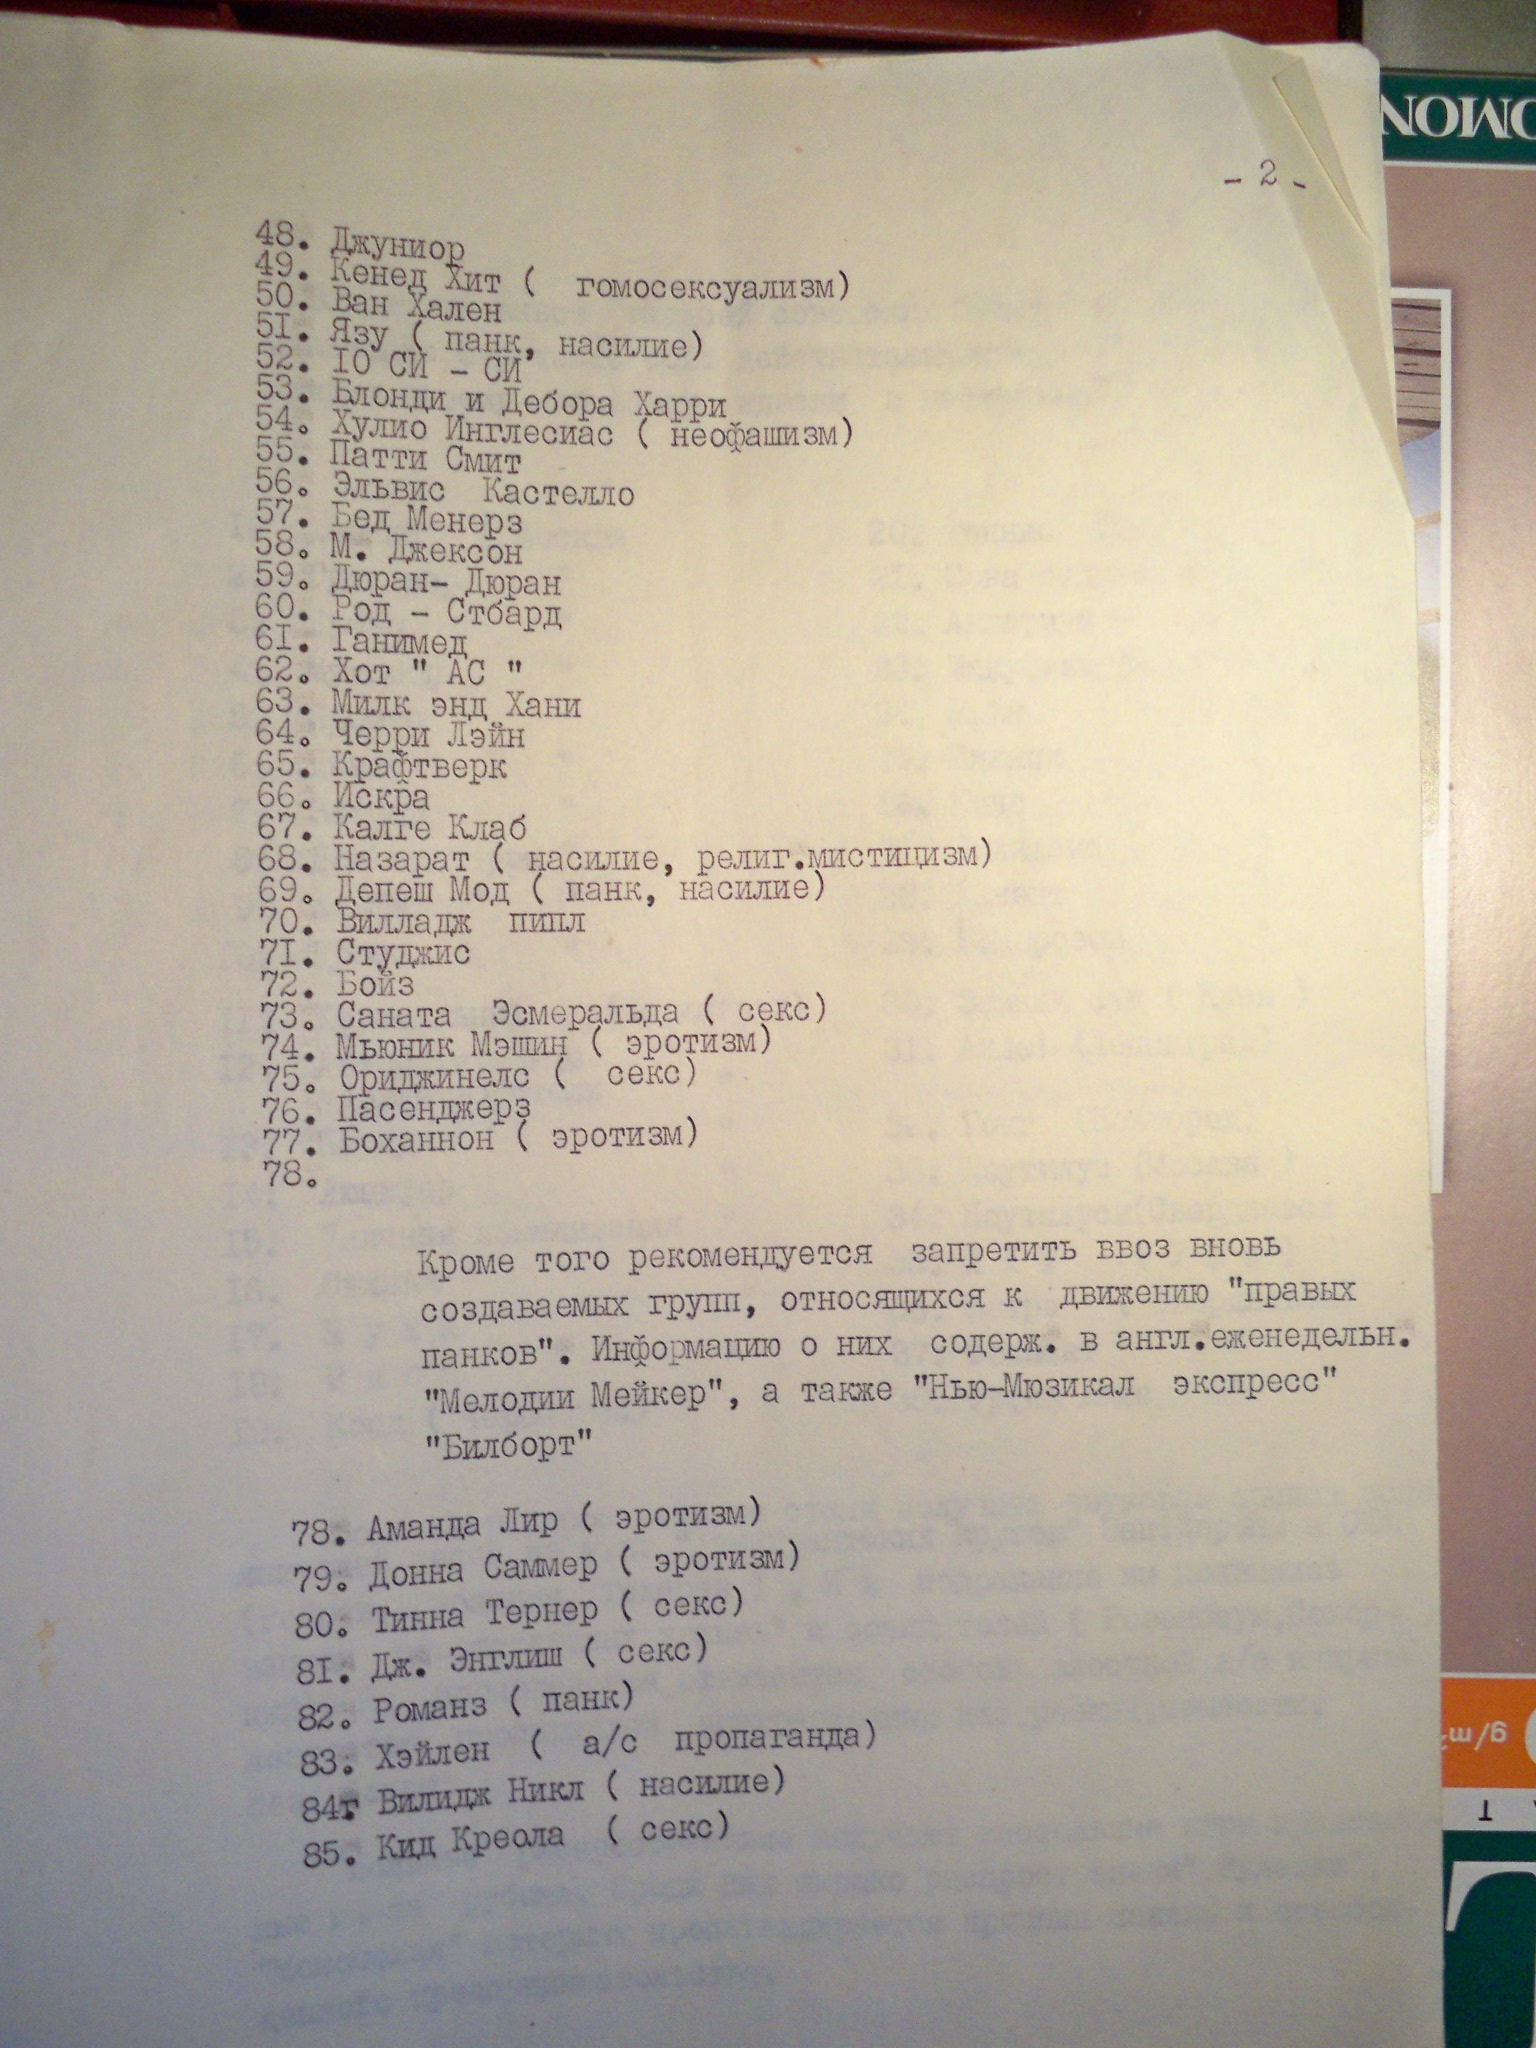 - 2 -
48. Джуниор
49. Кенед Хит ( гомосексуализм)
50. Ван Хален
5I. Язу ( панк, насилие)
52. IO СИ - СИ
53. Блонди и Дебора Харри
54. Хулио Инглесиас ( неофашизм)
55. Патти Смит
56. Эльвис Кастелло
57. Бед Менерз
58. М. Джексон
59. Дюран- Дюран
60. Род - Стбард
6I. Ганимед
62. Хот " АС "
63. Милк энд Хани
64. Черри Лэйн
65. Крафтверк
66. Искра
67. Калге Клаб
68. Назарат ( насилие, религ.мистицизм)
69. Депеш Мод ( панк, насилие)
70. Вилладж пипл
7I. Студжис
72. Бойз
73. Саната Эсмеральда ( секс)
74. Мьюник Мэшин ( эротизм)
75. Ориджинелс ( секс)
76. Пасенджерз
77. Боханнон ( эротизм)
78.
Кроме того рекомендуется запретить ввоз вновь
создаваемых групп, относящихся к движению "правых
панков". Информацию о них содерж. в англ.еженедельн.
"Мелодии Мейкер", а также "Нью-Мюзикал экспресс"
"Билборт"
78. Аманда Лир ( эротизм)
79. Донна Саммер ( эротизм)
80. Тинна Тернер ( секс)
8I. Дж. Энглиш ( секс)
82. Романз ( панк)
83. Хэйлен ( а/с пропаганда)
84. Вилидж Никл ( насилие)
85. Кид Креола ( секс)
g/m²